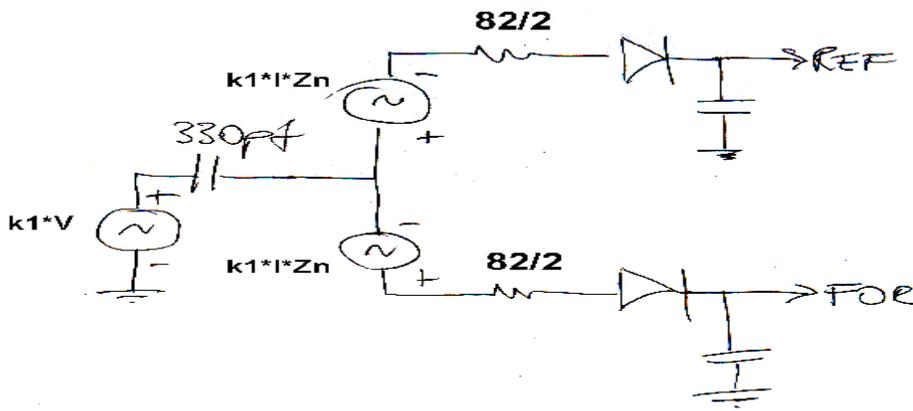 82/2
REF
k1*I*Zn
-
+
330pf
k1*V
+
-
-
k1*I*Zn
+
82/2
FOR